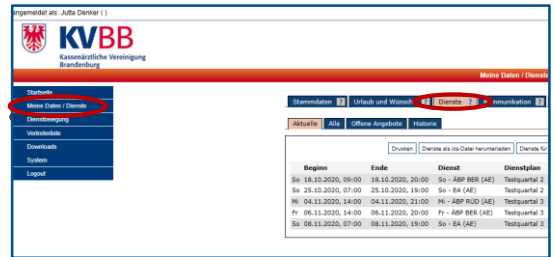 angemeldet als: Jutta Denker ( )
KVBB
Kassenärztliche Vereinigung
Brandenburg
Meine Daten / Dienste
Startseite
Meine Daten / Dienste
Dienstbelegung
Vertreterliste
Downloads
System
Logout
Stammdaten ? Urlaub und Wünsche Dienste ? munikation ?
Aktuelle Alle Offene Angebote Historie
Drucken Dienste als ics-Datei herunterladen Dienste für
Beginn Ende Dienst Dienstplan
So 18.10.2020, 09:00 18.10.2020, 20:00 So - ÄBP BER (AE) Testquartal 2
So 25.10.2020, 07:00 25.10.2020, 19:00 So - EA (AE) Testquartal 2
Mi 04.11.2020, 14:00 04.11.2020, 21:00 Mi - ÄBP RÜD (AE) Testquartal 3
Fr 06.11.2020, 14:00 06.11.2020, 20:00 Fr - ÄBP BER (AE) Testquartal 3
So 08.11.2020, 07:00 08.11.2020, 19:00 So - EA (AE) Testquartal 3